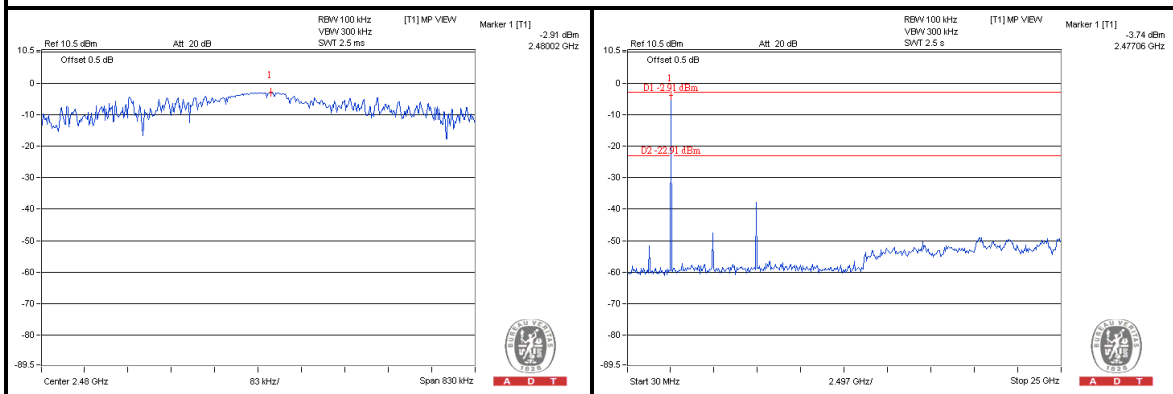 RBW 100 kHz [T1] MP VIEW Marker 1 [T1]
VBW 300 kHz -2.91 dBm
Ref 10.5 dBm Att 20 dB SWT 2.5 ms 2.48002 GHz
10.5
Offset 0.5 dB
1
0
-10
-20
-30
-40
-50
-60
-70
-80
-89.5
Center 2.48 GHz 83 kHz/ Span 830 kHz
BUREAU VERITAS
1828
A D T
RBW 100 kHz [T1] MP VIEW Marker 1 [T1]
VBW 300 kHz -3.74 dBm
Ref 10.5 dBm Att 20 dB SWT 2.5 s 2.47706 GHz
10.5
Offset 0.5 dB
1
0
D1 -2.91 dBm
-10
-20
D2 -22.91 dBm
-30
-40
-50
-60
-70
-80
-89.5
Start 30 MHz 2.497 GHz/ Stop 25 GHz
BUREAU VERITAS
1828
A D T